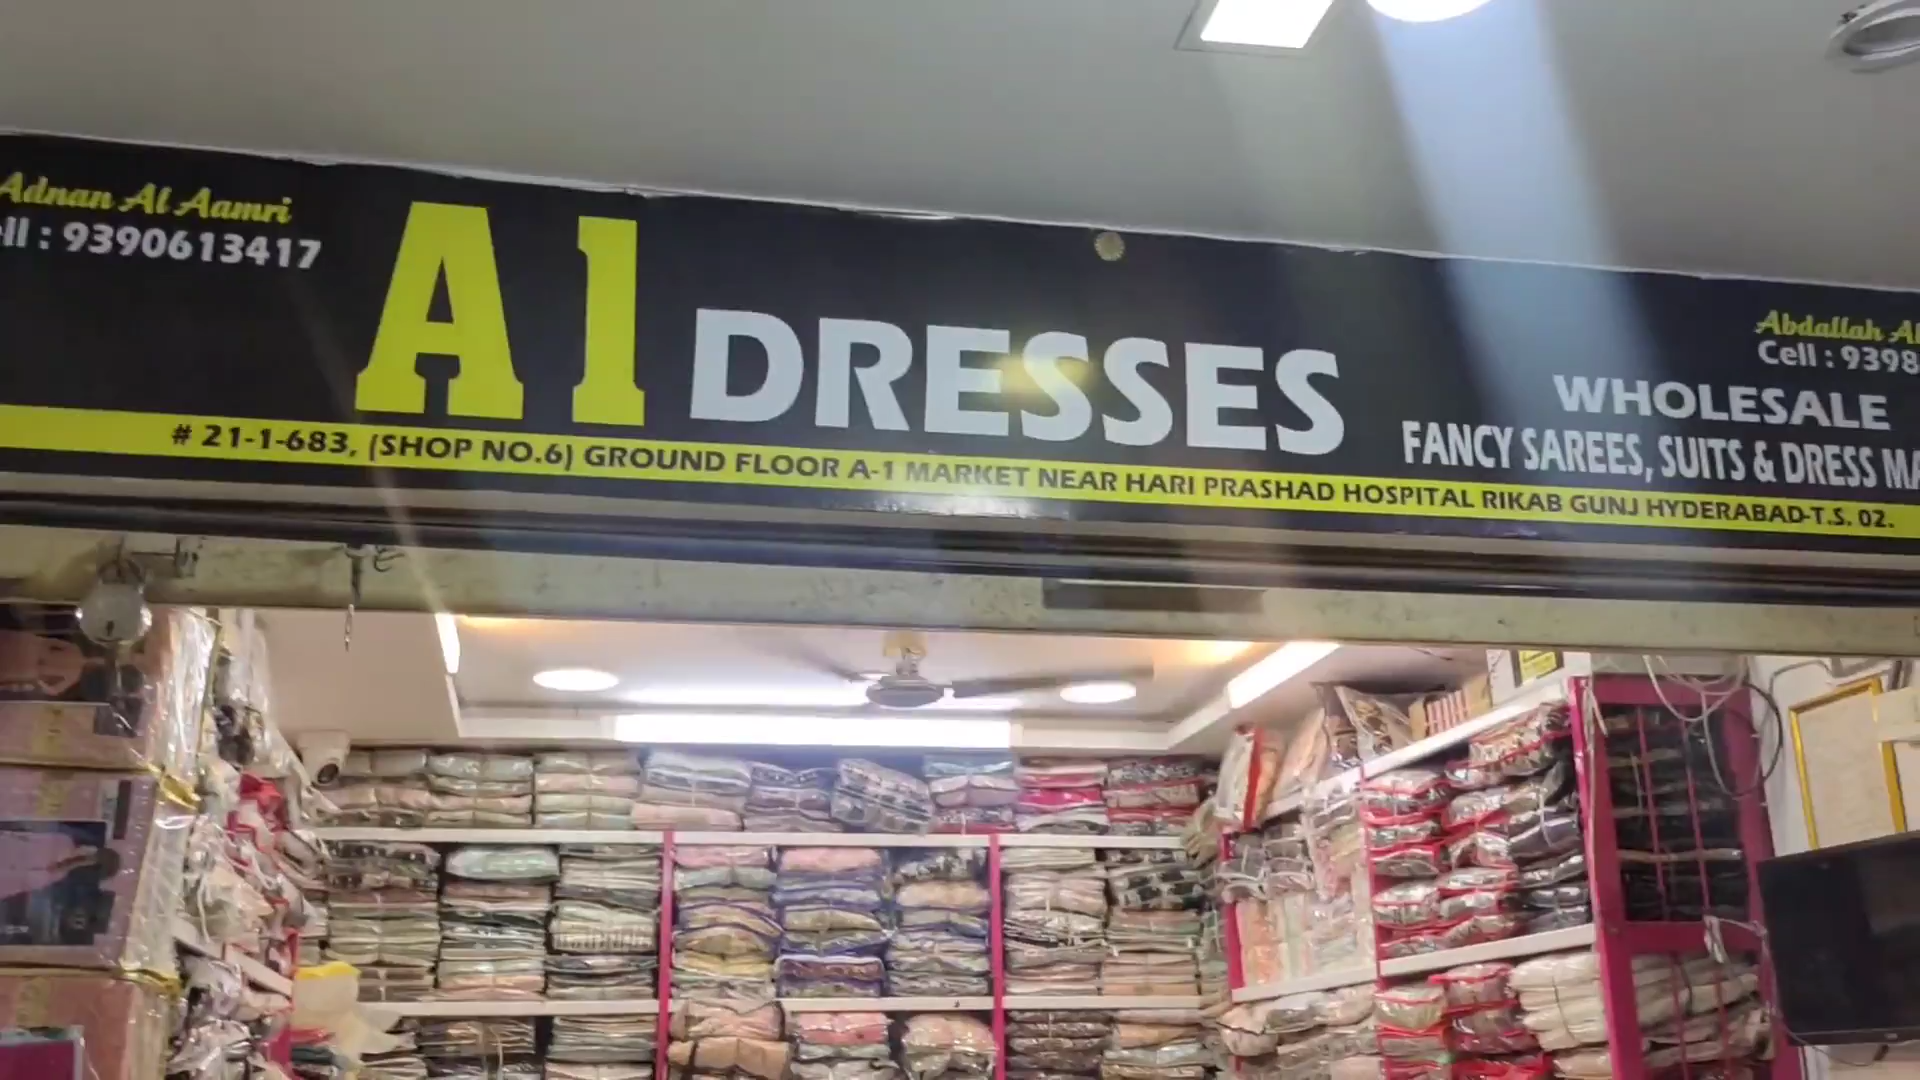 Adnan Al Aamri
ell : 9390613417
A1 DRESSES
Abdallah Al
Cell : 9398
WHOLESALE
FANCY SAREES, SUITS & DRESS MA
# 21-1-683, (SHOP NO.6) GROUND FLOOR A-1 MARKET NEAR HARI PRASHAD HOSPITAL RIKAB GUNJ HYDERABAD-T.S. 02.